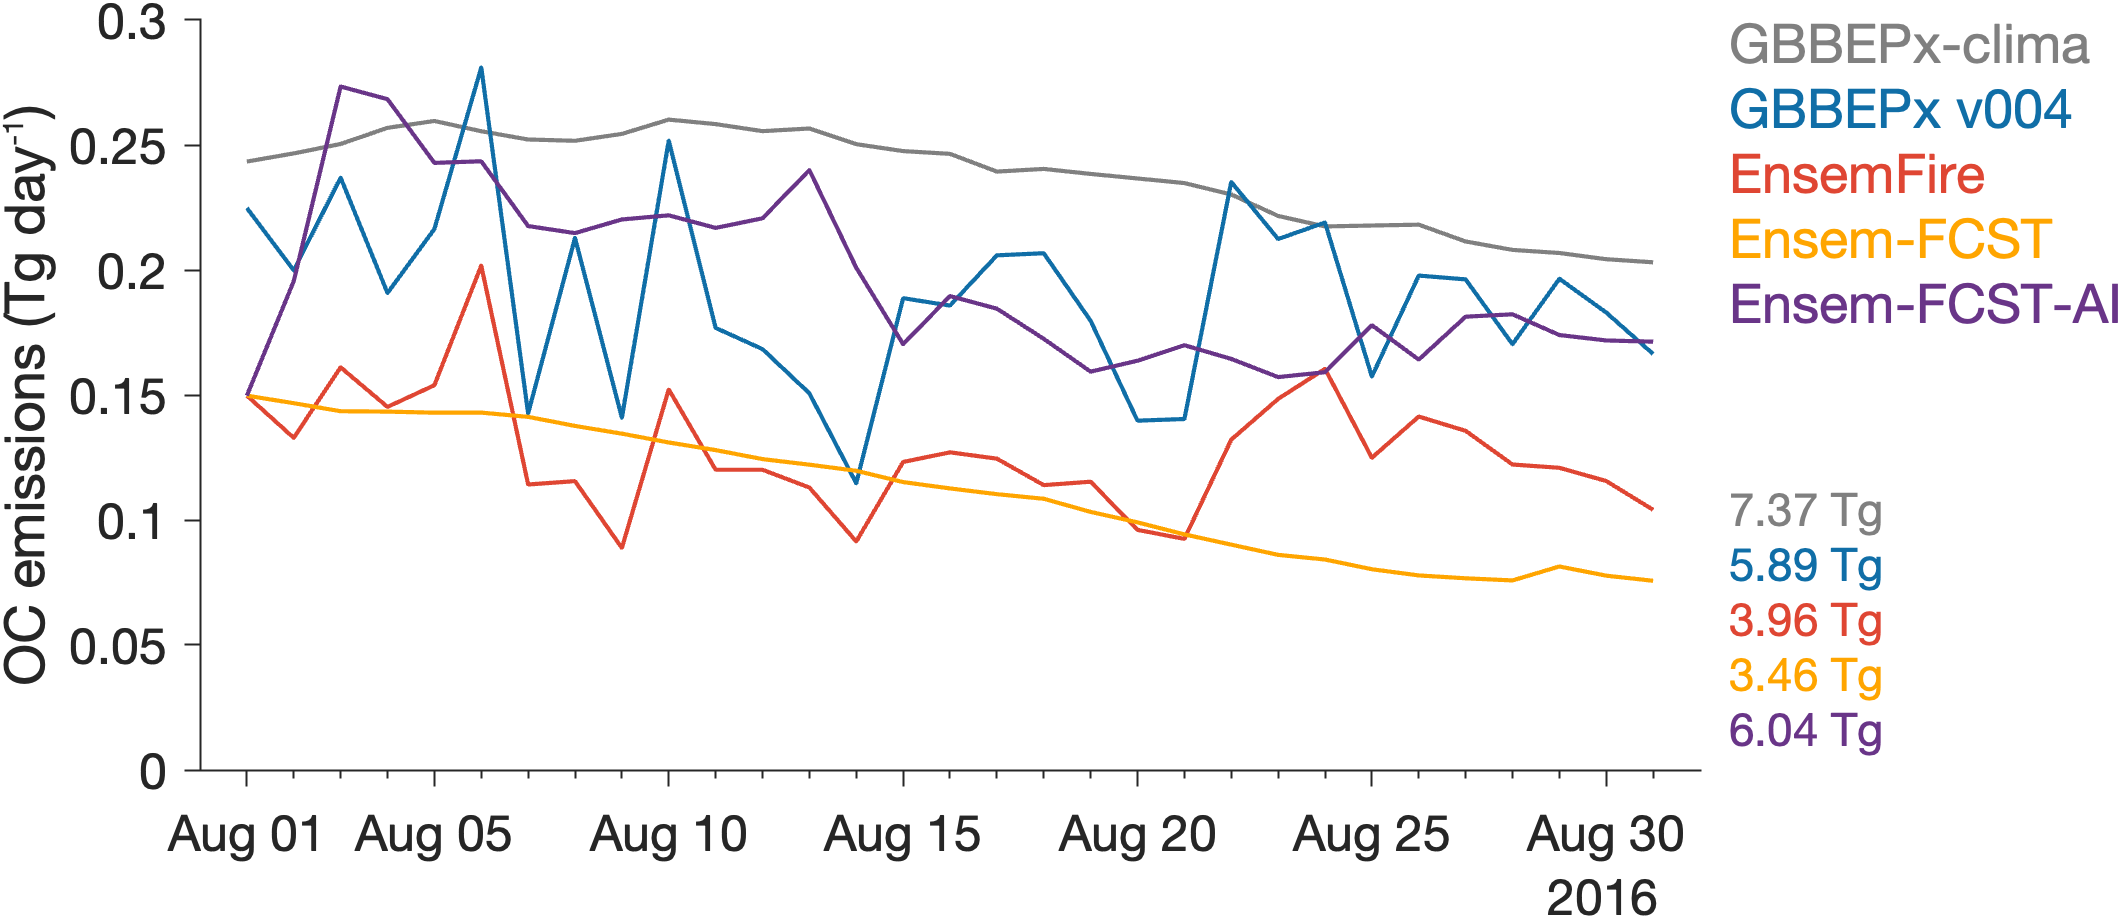 OC emissions (Tg day-1)
0.3
0.25
0.2
0.15
0.1
0.05
0
Aug 01
Aug 05
Aug 10
Aug 15
Aug 20
Aug 25
Aug 30
2016
GBBEPx-clima
GBBEPx v004
EnsemFire
Ensem-FCST
Ensem-FCST-AI
7.37 Tg
5.89 Tg
3.96 Tg
3.46 Tg
6.04 Tg